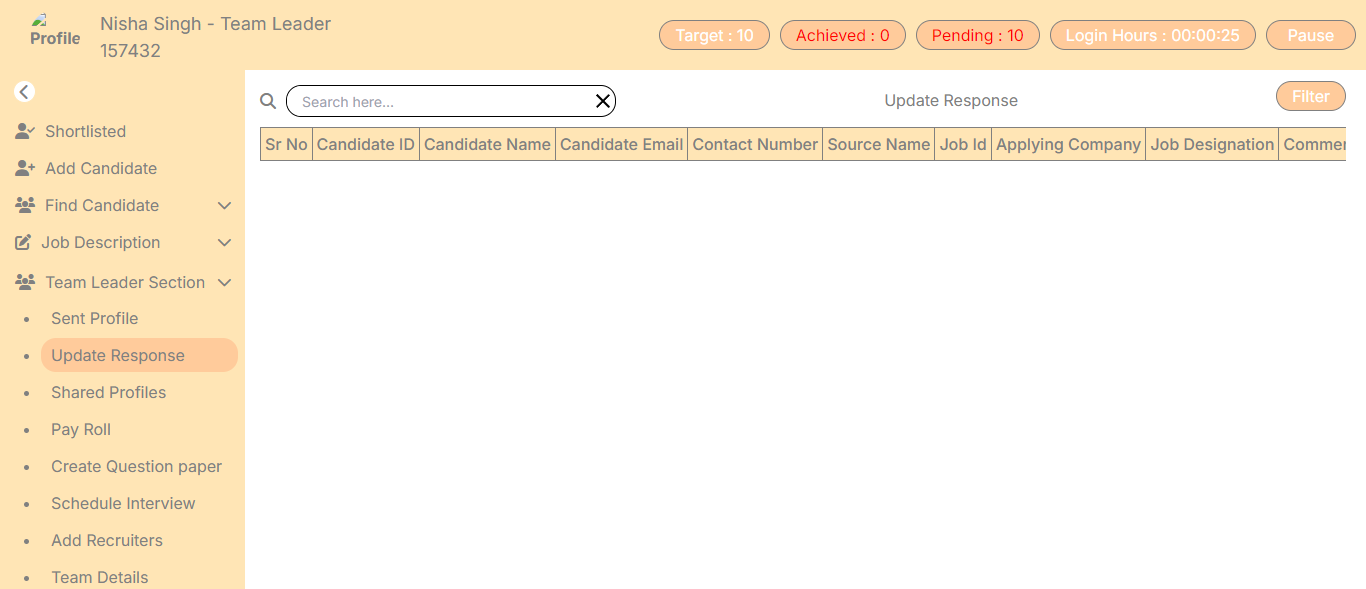 Profile
Nisha Singh - Team Leader
157432
Target : 10
Achieved : 0
Pending : 10
Login Hours : 00:00:25
Pause
Shortlisted
Add Candidate
Find Candidate
Job Description
Team Leader Section
• Sent Profile
• Update Response
• Shared Profiles
• Pay Roll
• Create Question paper
• Schedule Interview
• Add Recruiters
• Team Details
Search here...
Update Response
Filter
Sr No Candidate ID Candidate Name Candidate Email Contact Number Source Name Job Id Applying Company Job Designation Commen